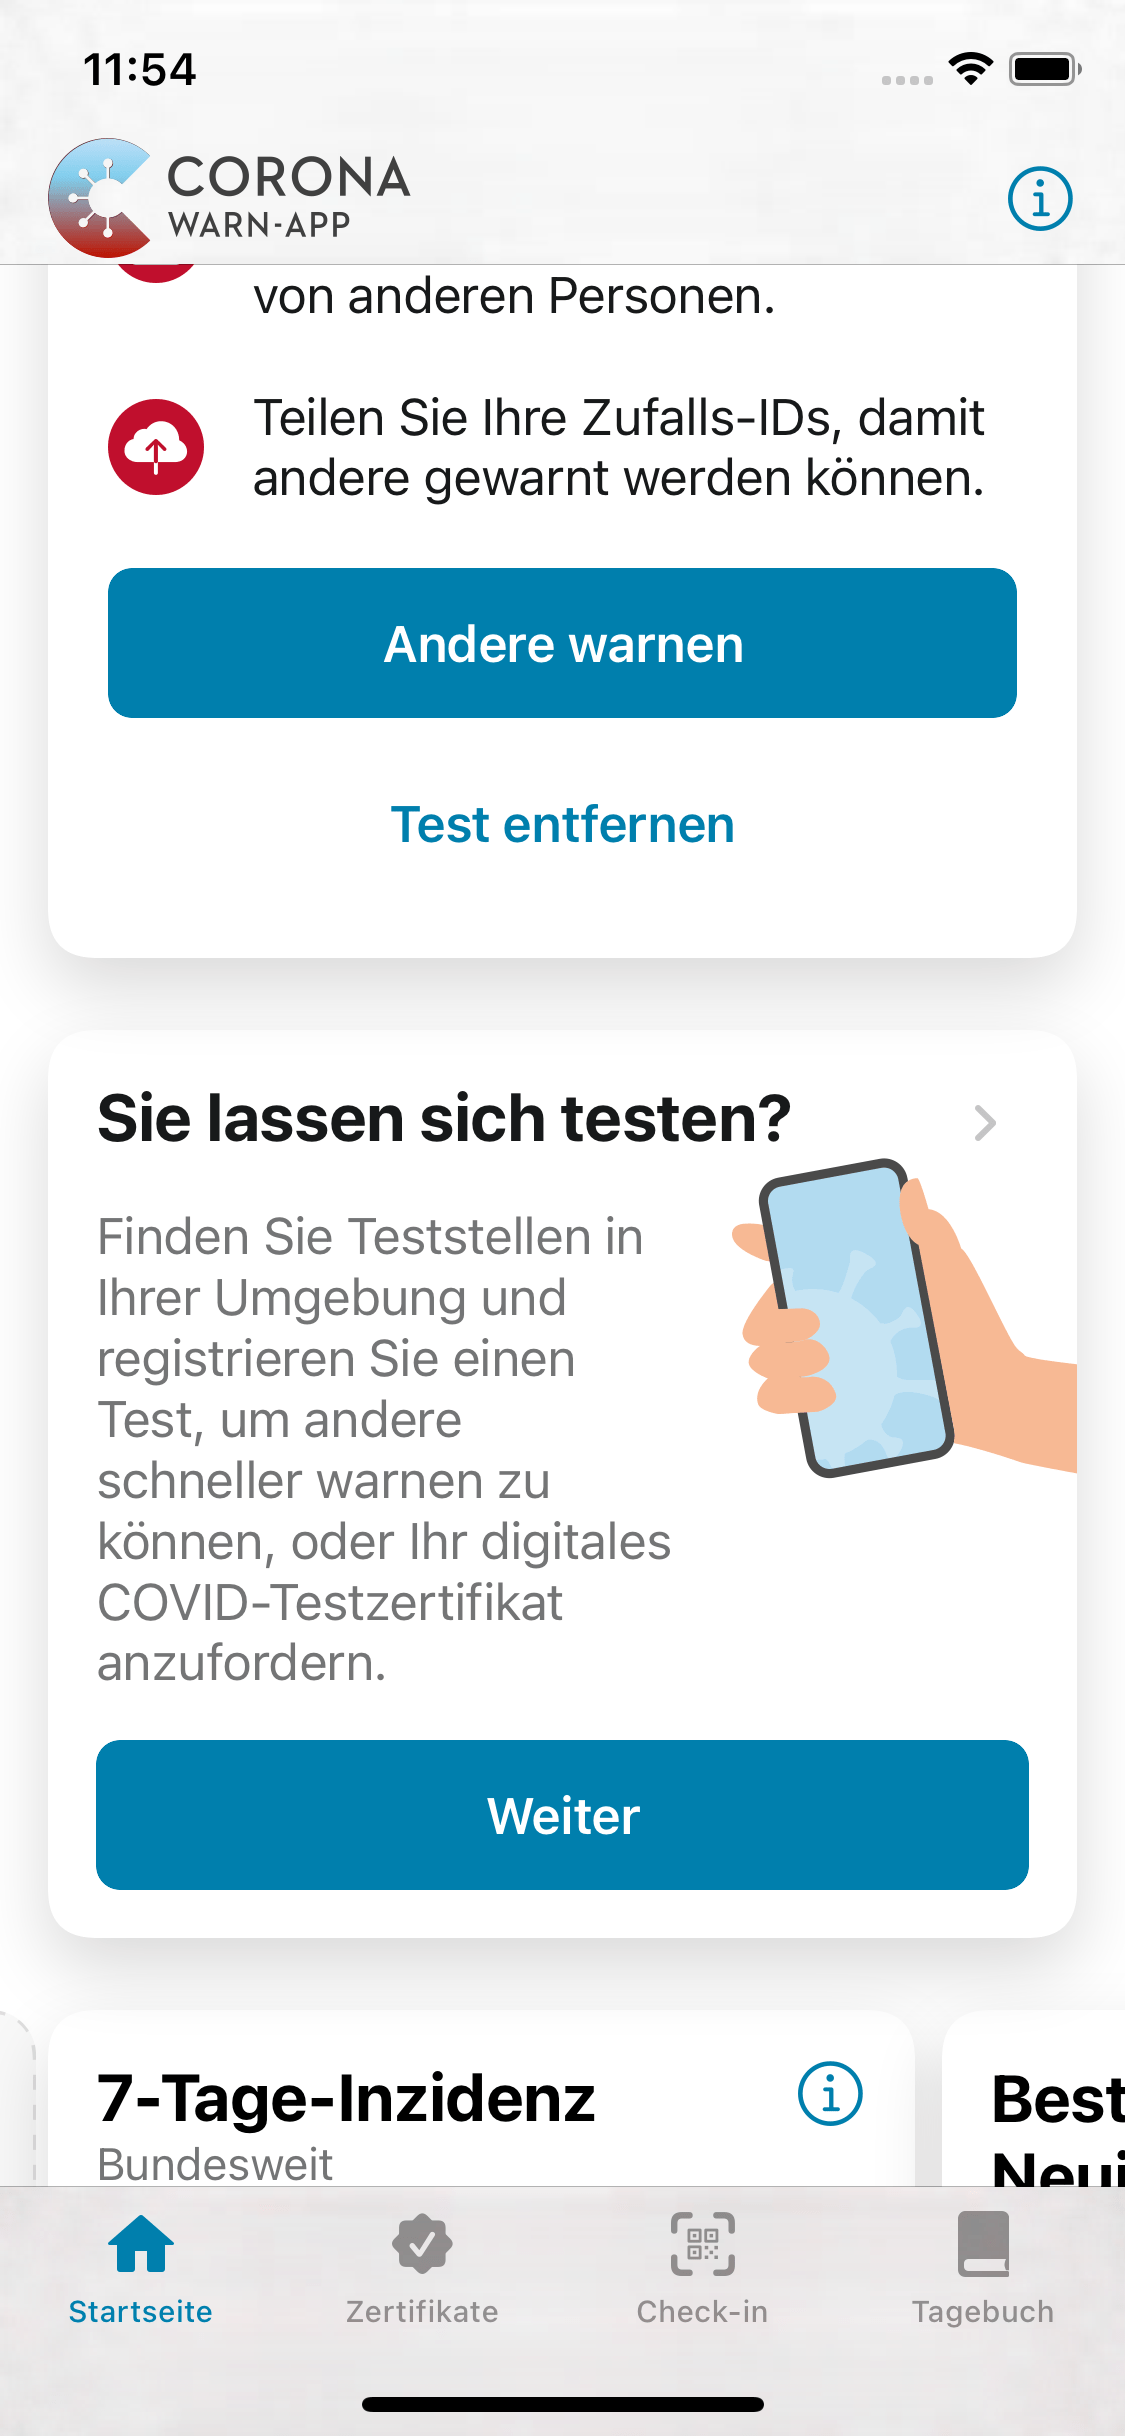 11:54
CORONA
WARN-APP
von anderen Personen.
Teilen Sie Ihre Zufalls-IDs, damit
andere gewarnt werden können.
Andere warnen
Test entfernen
Sie lassen sich testen?
Finden Sie Teststellen in
Ihrer Umgebung und
registrieren Sie einen
Test, um andere
schneller warnen zu
können, oder Ihr digitales
COVID-Testzertifikat
anzufordern.
Weiter
7-Tage-Inzidenz
Bundesweit
Best
Neui
Startseite
Zertifikate
Check-in
Tagebuch